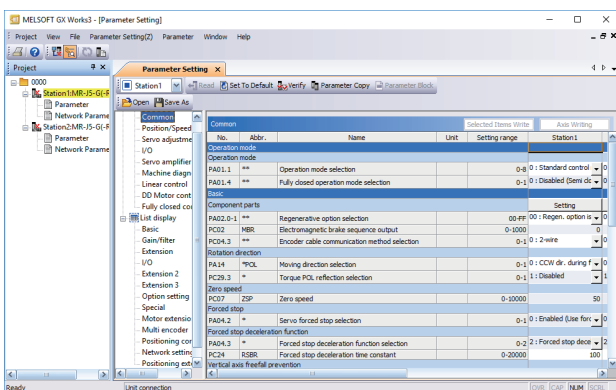 MELSOFT GX Works3 - [Parameter Setting]
Project View File Parameter Setting(Z) Parameter Window Help
Project
Parameter Setting
0000
Station1:MR-J5-G(-R
Parameter
Network Parame
Station2:MR-J5-G(-R
Parameter
Network Parame
Station1 Read Set To Default Verify Parameter Copy Parameter Block
Open Save As
Common
Position/Speed
Servo adjustme
I/O
Servo amplifier
Machine diagn
Linear control
DD Motor cont
Fully closed co
List display
Basic
Gain/filter
Extension
I/O
Extension 2
Extension 3
Option setting
Special
Motor extensio
Multi encoder
Positioning cor
Network setting
Positioning ext
Common Selected Items Write Axis Writing
No. Abbr. Name Unit Setting range Station1
Operation mode
Operation mode
PA01.1 ** Operation mode selection 0-8 0 : Standard control 0
PA01.4 ** Fully closed operation mode selection 0-1 0 : Disabled (Semi clo 0
Basic
Component parts Setting
PA02.0-1 ** Regenerative option selection 00-FF 00 : Regen. option is 0
PC02 MBR Electromagnetic brake sequence output 0-1000 0
PC04.3 ** Encoder cable communication method selection 0-1 0 : 2-wire 0
Rotation direction
PA14 *POL Moving direction selection 0-1 0 : CCW dir. during f 0
PC29.3 * Torque POL reflection selection 0-1 1 : Disabled 1
Zero speed
PC07 ZSP Zero speed 0-10000 50
Forced stop
PA04.2 * Servo forced stop selection 0-1 0 : Enabled (Use forc 0
Forced stop deceleration function
PA04.3 * Forced stop deceleration function selection 0-2 2 : Forced stop dece 2
PC24 RSBR Forced stop deceleration time constant 0-20000 100
Vertical axis freefall prevention
Ready Unit connection OVR CAP NUM SCRL